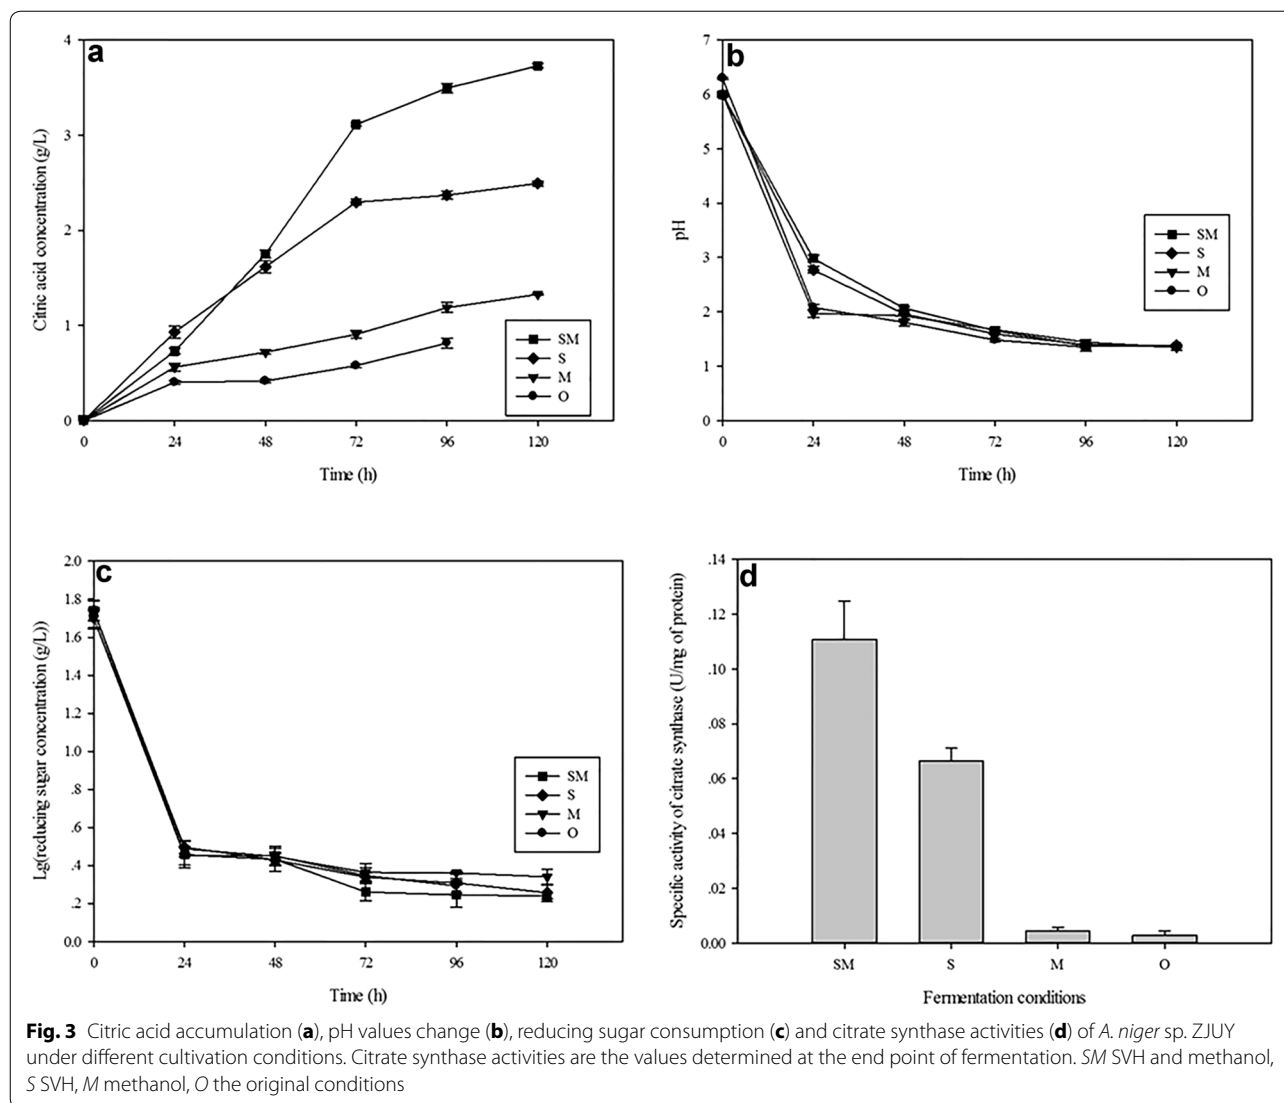 a
4
3
2
1
0
Citric acid concentration (g/L)
0 24 48 72 96 120
Time (h)
SM
S
M
O
b
7
6
5
4
3
2
1
0
pH
0 24 48 72 96 120
Time (h)
SM
S
M
O
c
2.0
1.8
1.6
1.4
1.2
1.0
.8
.6
.4
.2
0.0
Lg(reducing sugar concentration (g/L))
0 24 48 72 96 120
Time (h)
SM
S
M
O
d
.14
.12
.10
.08
.06
.04
.02
0.00
Specific activity of citrate synthase (U/mg of protein)
SM S M O
Fermentation conditions
Fig. 3 Citric acid accumulation (a), pH values change (b), reducing sugar consumption (c) and citrate synthase activities (d) of A. niger sp. ZJUY
under different cultivation conditions. Citrate synthase activities are the values determined at the end point of fermentation. SM SVH and methanol,
S SVH, M methanol, O the original conditions